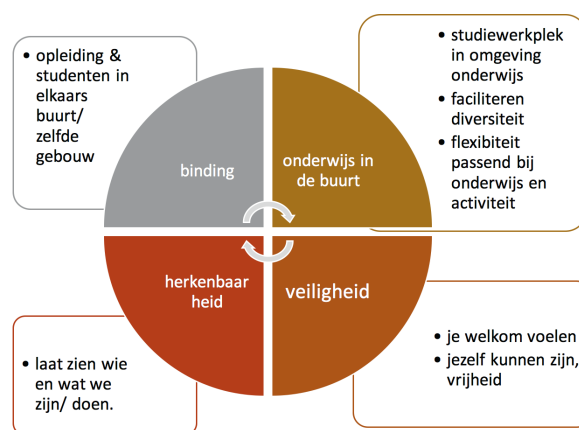 • opleiding &
studenten in
elkaars
buurt/
zelfde
gebouw
• studiewerkplek
in omgeving
onderwijs
• faciliteren
diversiteit
• flexibiteit
passend bij
onderwijs en
activiteit
binding
onderwijs in
de buurt
herkenbaar
heid
veiligheid
• laat zien wie
en wat we
zijn/ doen.
• je welkom voelen
• jezelf kunnen zijn,
vrijheid